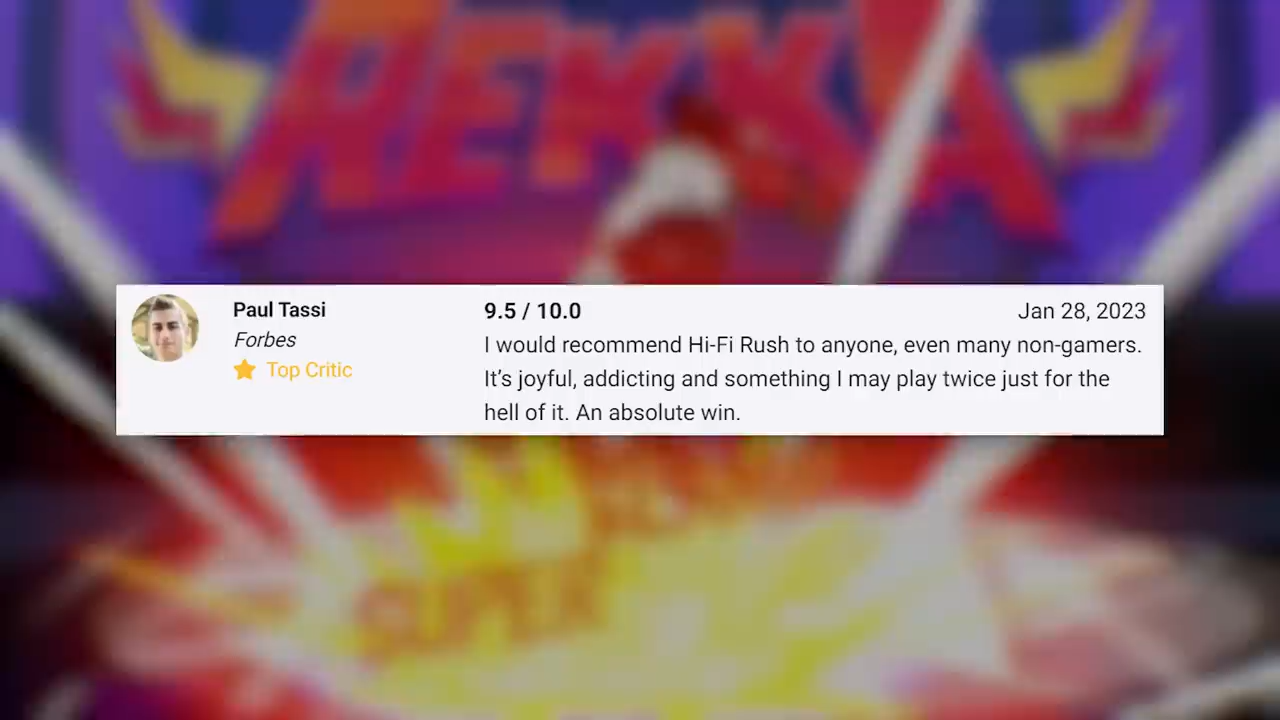 REKKA
Paul Tassi
Forbes
Top Critic
9.5 / 10.0
Jan 28, 2023
I would recommend Hi-Fi Rush to anyone, even many non-gamers.
It’s joyful, addicting and something I may play twice just for the
hell of it. An absolute win.
SUPER